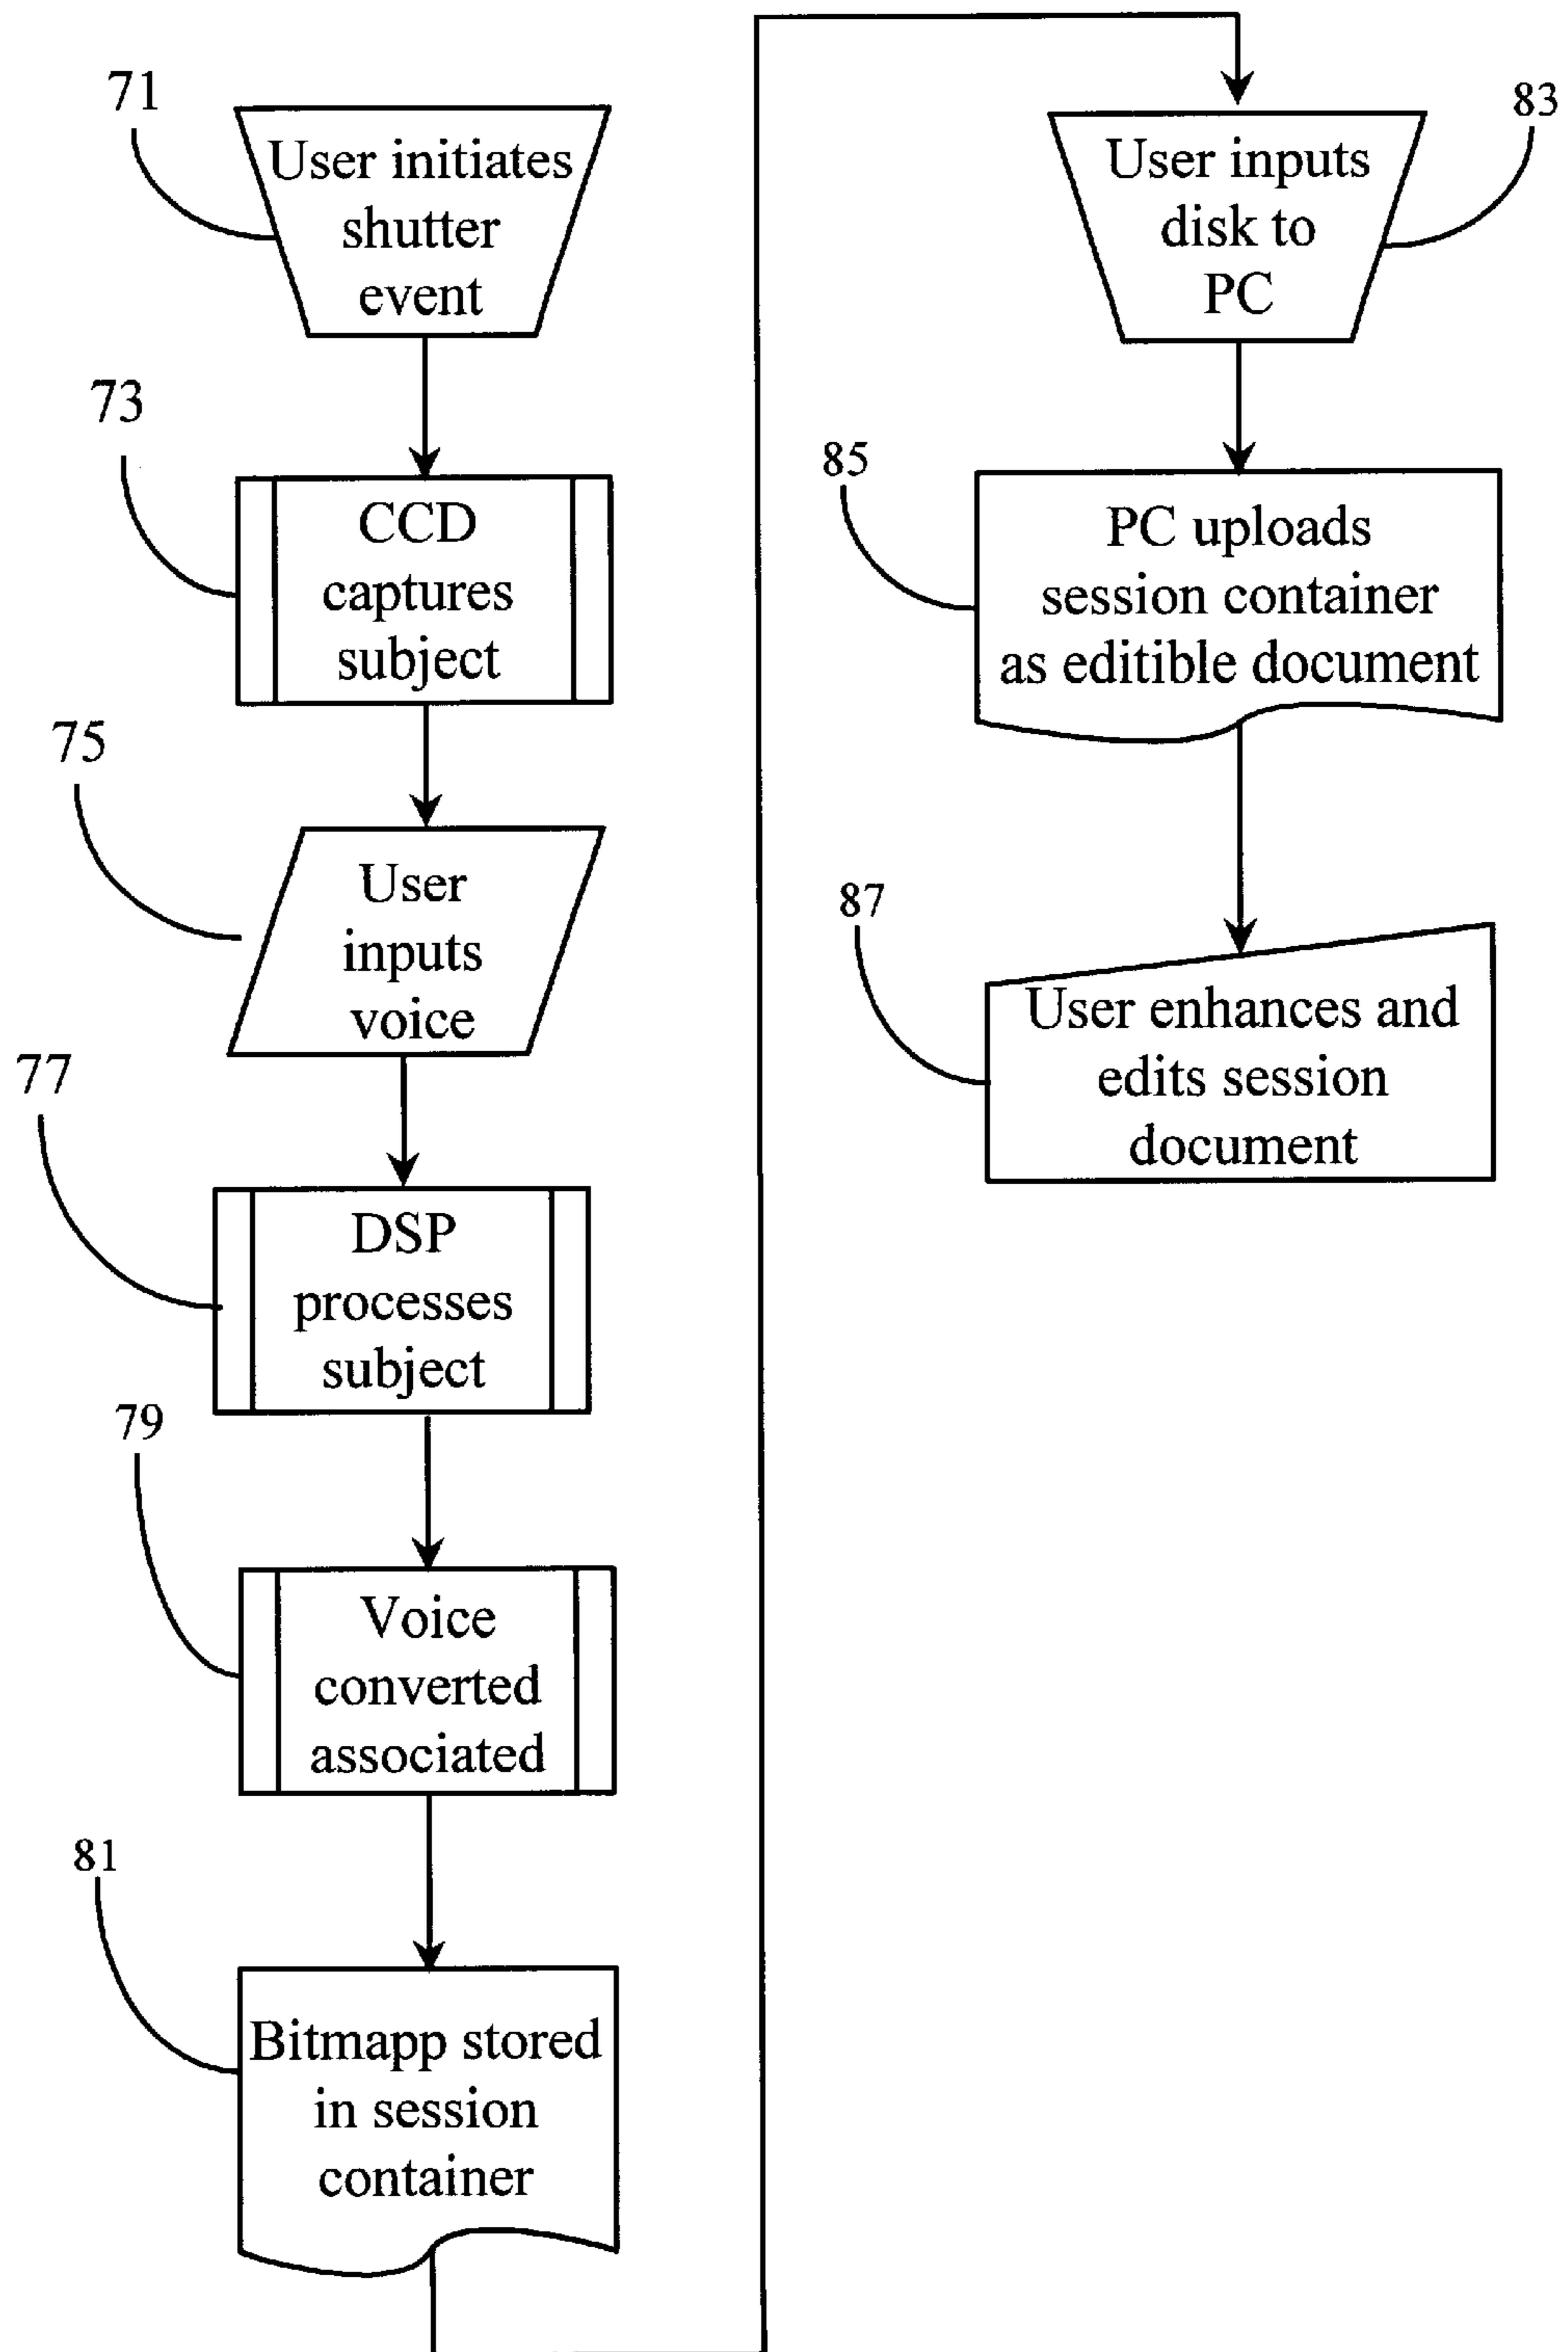 71
User initiates
shutter
event
73
CCD
captures
subject
75
User
inputs
voice
77
DSP
processes
subject
79
Voice
converted
associated
81
Bitmapp stored
in session
container
83
User inputs
disk to
PC
85
PC uploads
session container
as editible document
87
User enhances and
edits session
document